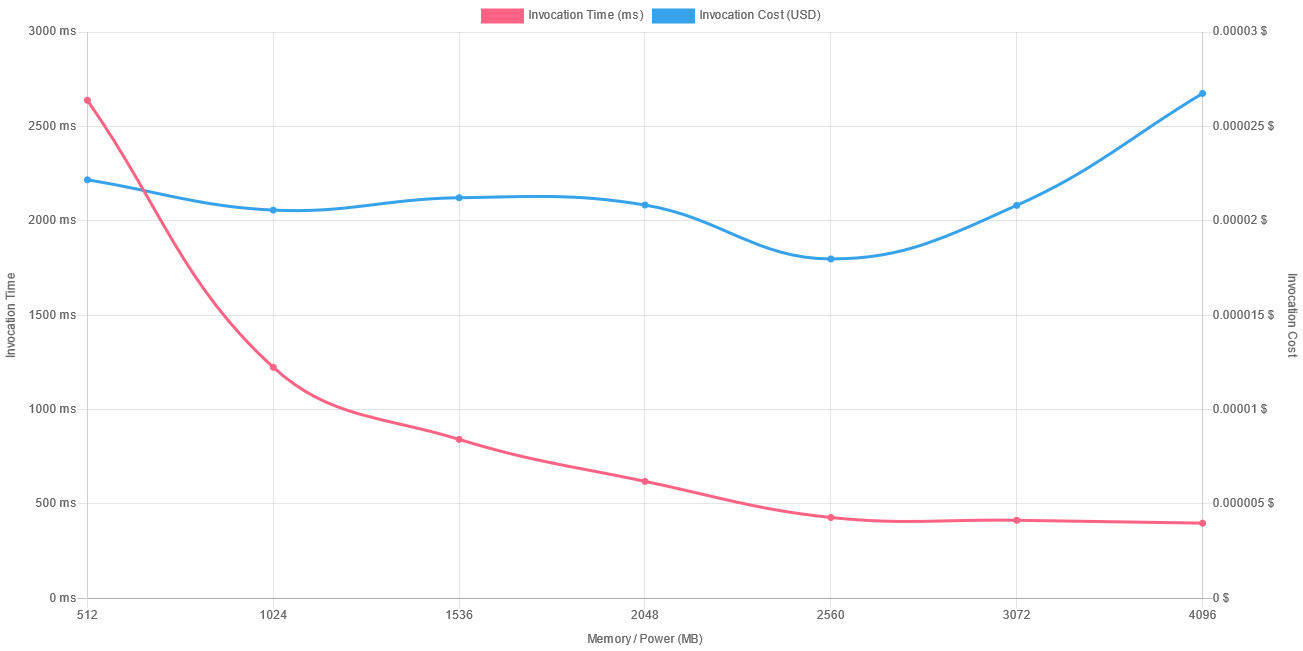 Invocation Time (ms) Invocation Cost (USD)
3000 ms 0.00003 $
2500 ms 0.000025 $
2000 ms 0.00002 $
Invocation Time
Invocation Cost
1500 ms 0.000015 $
1000 ms 0.00001 $
500 ms 0.000005 $
0 ms 0 $
512 1024 1536 2048 2560 3072 4096
Memory / Power (MB)